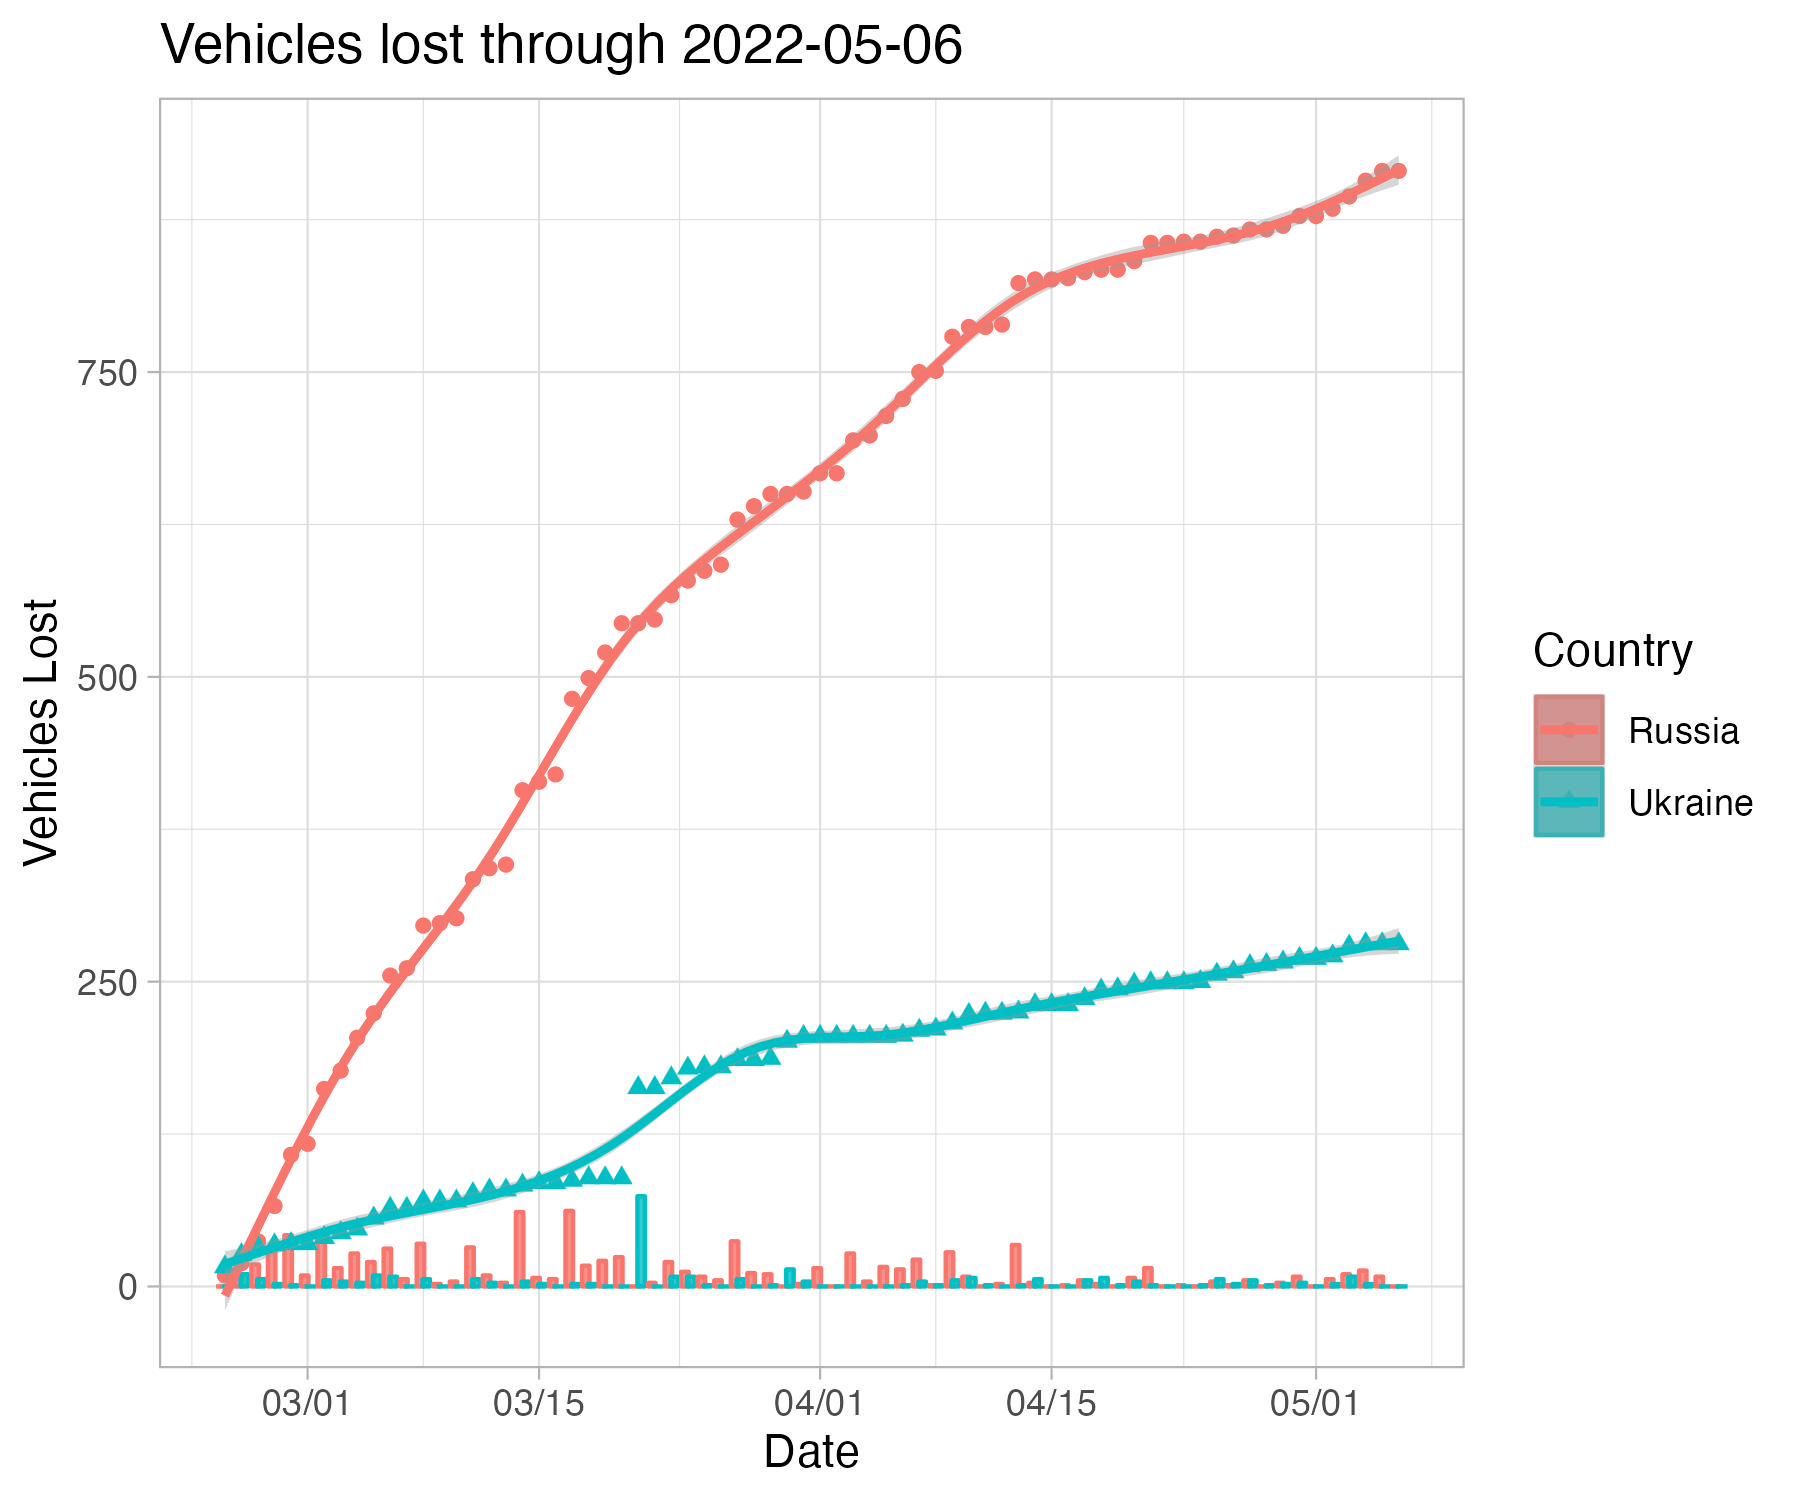 Vehicles lost through 2022-05-06
Vehicles Lost
750
500
250
0
03/01 03/15 04/01 04/15 05/01
Date
Country
Russia
Ukraine